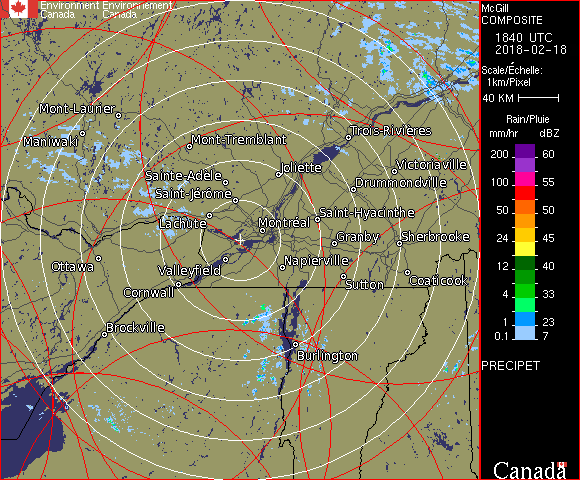 Environment Environnement
Canada Canada
McGill
COMPOSITE
1840 UTC
2018-02-18
Scale/Échelle:
1km/Pixel
40 KM
Rain/Pluie
mm/hr dBZ
200 60
150 55
100 55
50 50
24 45
12 40
4 33
1 23
0.1 7
PRECIPET
Canada
Mont-Laurier
Maniwaki
Mont-Tremblant
Trois-Rivières
Sainte-Adèle
Joliette
Victoriaville
Saint-Jérôme
Drummondville
Lachute
Montréal
Saint-Hyacinthe
Granby
Sherbrooke
Ottawa
Valleyfield
Napierville
Cornwall
Sutton
Coaticook
Brockville
Burlington